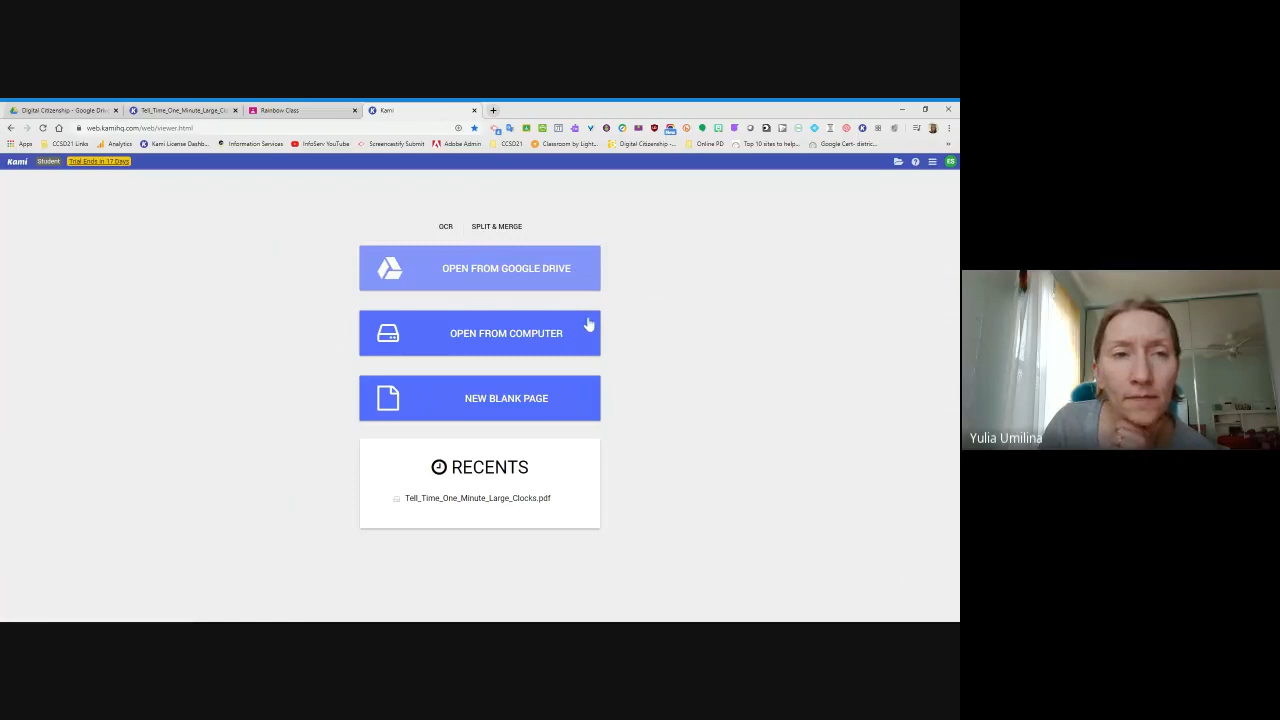 Digital Citizenship - Google Driv
Tell_Time_One_Minute_Large_Clo
Rainbow Class
Kami
web.kamihq.com/web/viewer.html
Apps
CCSD21 Links
Analytics
Kami License Dashb...
Information Services
InfoServ YouTube
Screencastify Submit
Adobe Admin
CCSD21
Classroom by Light...
Digital Citizenship -...
Online PD
Top 10 sites to help...
Google Cert- distric...
Kami
Student
Trial Ends in 17 Days
KS
OCR
SPLIT & MERGE
OPEN FROM GOOGLE DRIVE
OPEN FROM COMPUTER
NEW BLANK PAGE
RECENTS
Tell_Time_One_Minute_Large_Clocks.pdf
Yulia Umilina